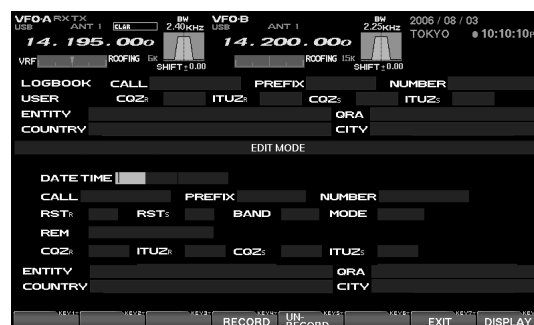 VFO-A RX TX BW VFO-B BW 2006 / 08 / 03
USB ANT 1 CLAR 2.40KHz USB ANT 1 2.25KHz TOKYO 10:10:10
14. 195. 000 14. 200. 000
VRF ROOFING 6K SHIFT ± 0.00 ROOFING 15K SHIFT ± 0.00
LOGBOOK CALL PREFIX NUMBER
USER CQZR ITUZR CQZS ITUZS
ENTITY QRA
COUNTRY CITY
EDIT MODE
DATE TIME
CALL PREFIX NUMBER
RSTR RSTS BAND MODE
REM
CQZR ITUZR CQZS ITUZS
ENTITY QRA
COUNTRY CITY
KEY1 KEY2 KEY3 KEY4 KEY5 KEY6 KEY7
RECORD UN-RECORD EXIT DISPLAY